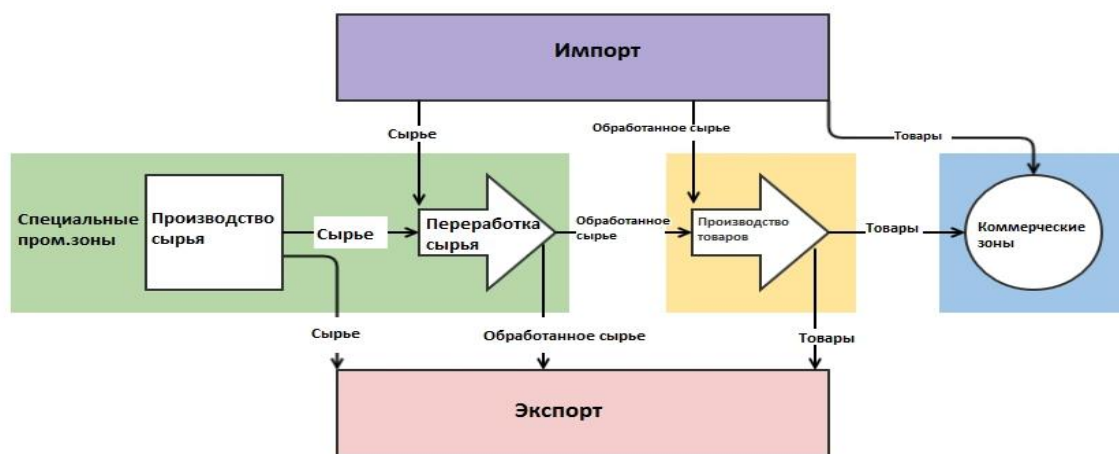 Импорт
Сырье
Обработанное сырье
Товары
Специальные
пром.зоны
Производство
сырья
Сырье
Переработка
сырья
Обработанное
сырье
Производство
товаров
Товары
Коммерческие
зоны
Сырье
Обработанное сырье
Товары
Экспорт